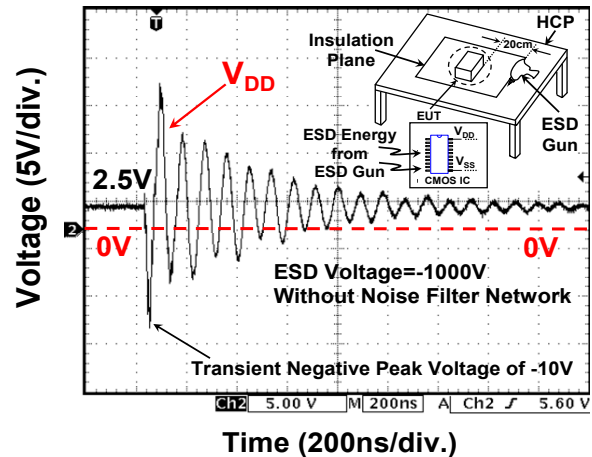 T
HCP
20cm
Insulation
Plane
EUT
ESD
Gun
VDD
ESD Energy
from
ESD Gun
VDD
VSS
CMOS IC
Voltage (5V/div.)
2.5V
2
0V
0V
ESD Voltage=-1000V
Without Noise Filter Network
Transient Negative Peak Voltage of -10V
Ch2 5.00 V M 200ns A Ch2 ƒ 5.60 V
Time (200ns/div.)